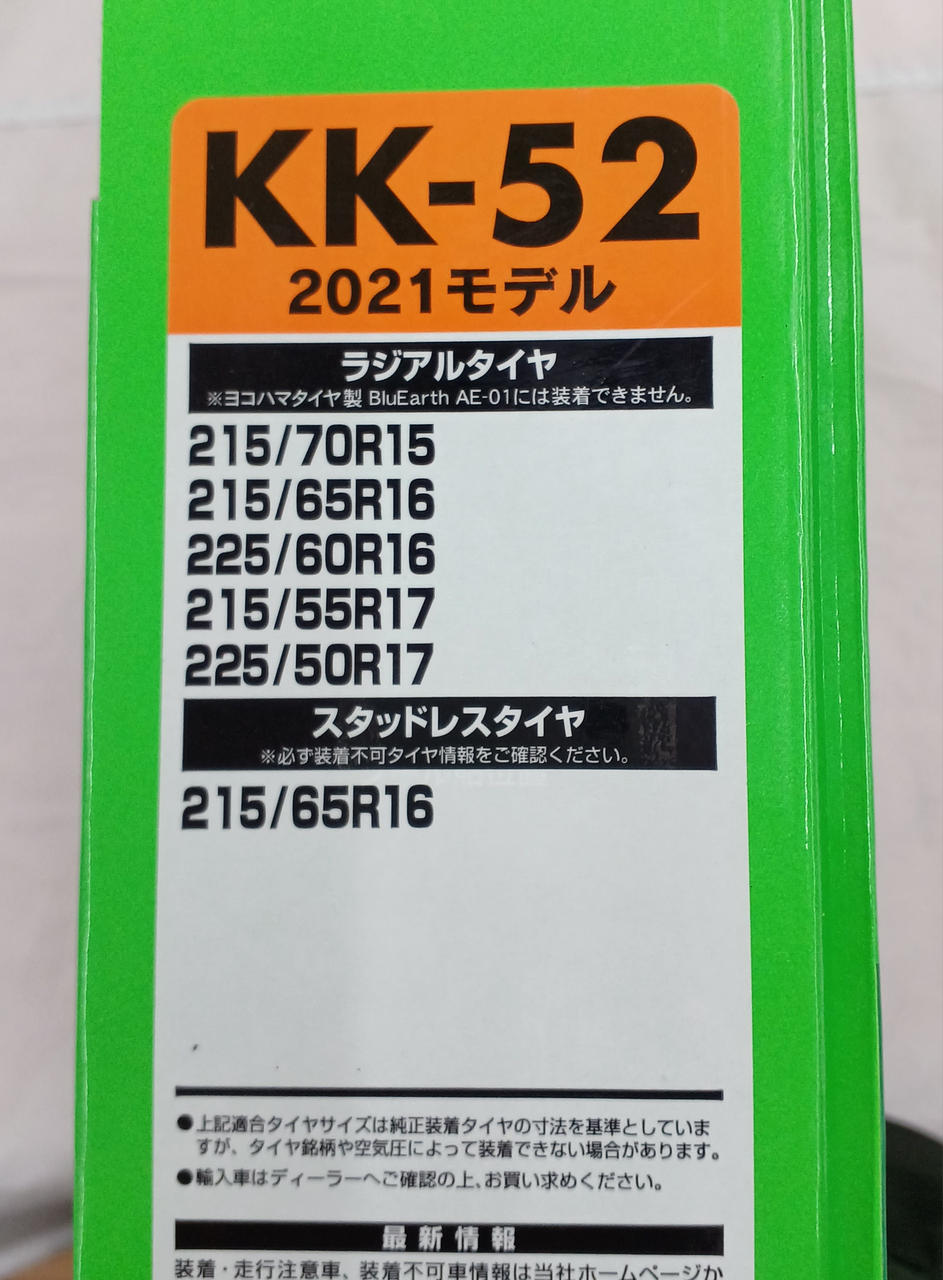 KK-52
2021モデル
ラジアルタイヤ
※ヨコハマタイヤ製 BluEarth AE-01には装着できません。
215/70R15
215/65R16
225/60R16
215/55R17
225/50R17
スタッドレスタイヤ
※必ず装着不可タイヤ情報をご確認ください。
215/65R16
●上記適合タイヤサイズは純正装着タイヤの寸法を基準としていま
すが、タイヤ銘柄や空気圧によって装着できない場合があります。
●輸入車はディーラーへご確認の上、お買い求めください。
最新情報
装着・走行注意車、装着不可車情報は当社ホームページか